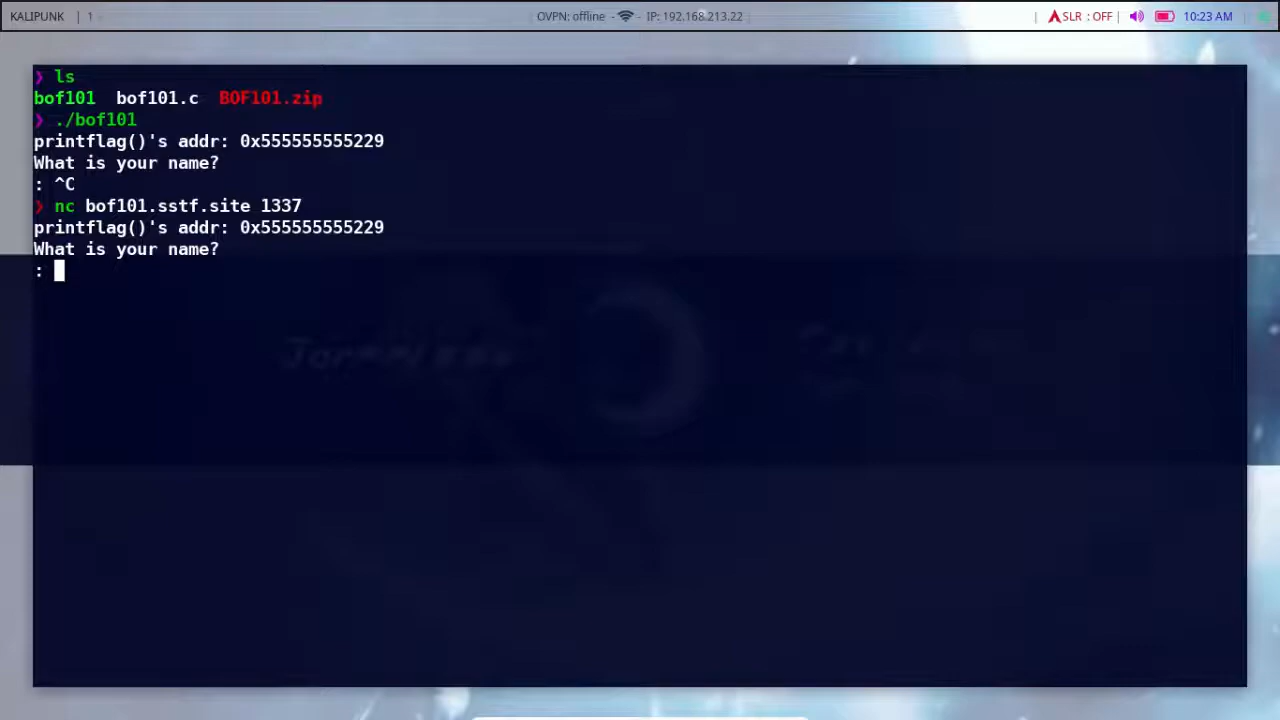 KALIPUNK | 1 OVPN: offline - - IP: 192.168.213.22 | SLR : OFF | 10:23 AM
❯ ls
bof101 bof101.c BOF101.zip
❯ ./bof101
printflag()'s addr: 0x555555555229
What is your name?
: ^C
❯ nc bof101.sstf.site 1337
printflag()'s addr: 0x555555555229
What is your name?
: